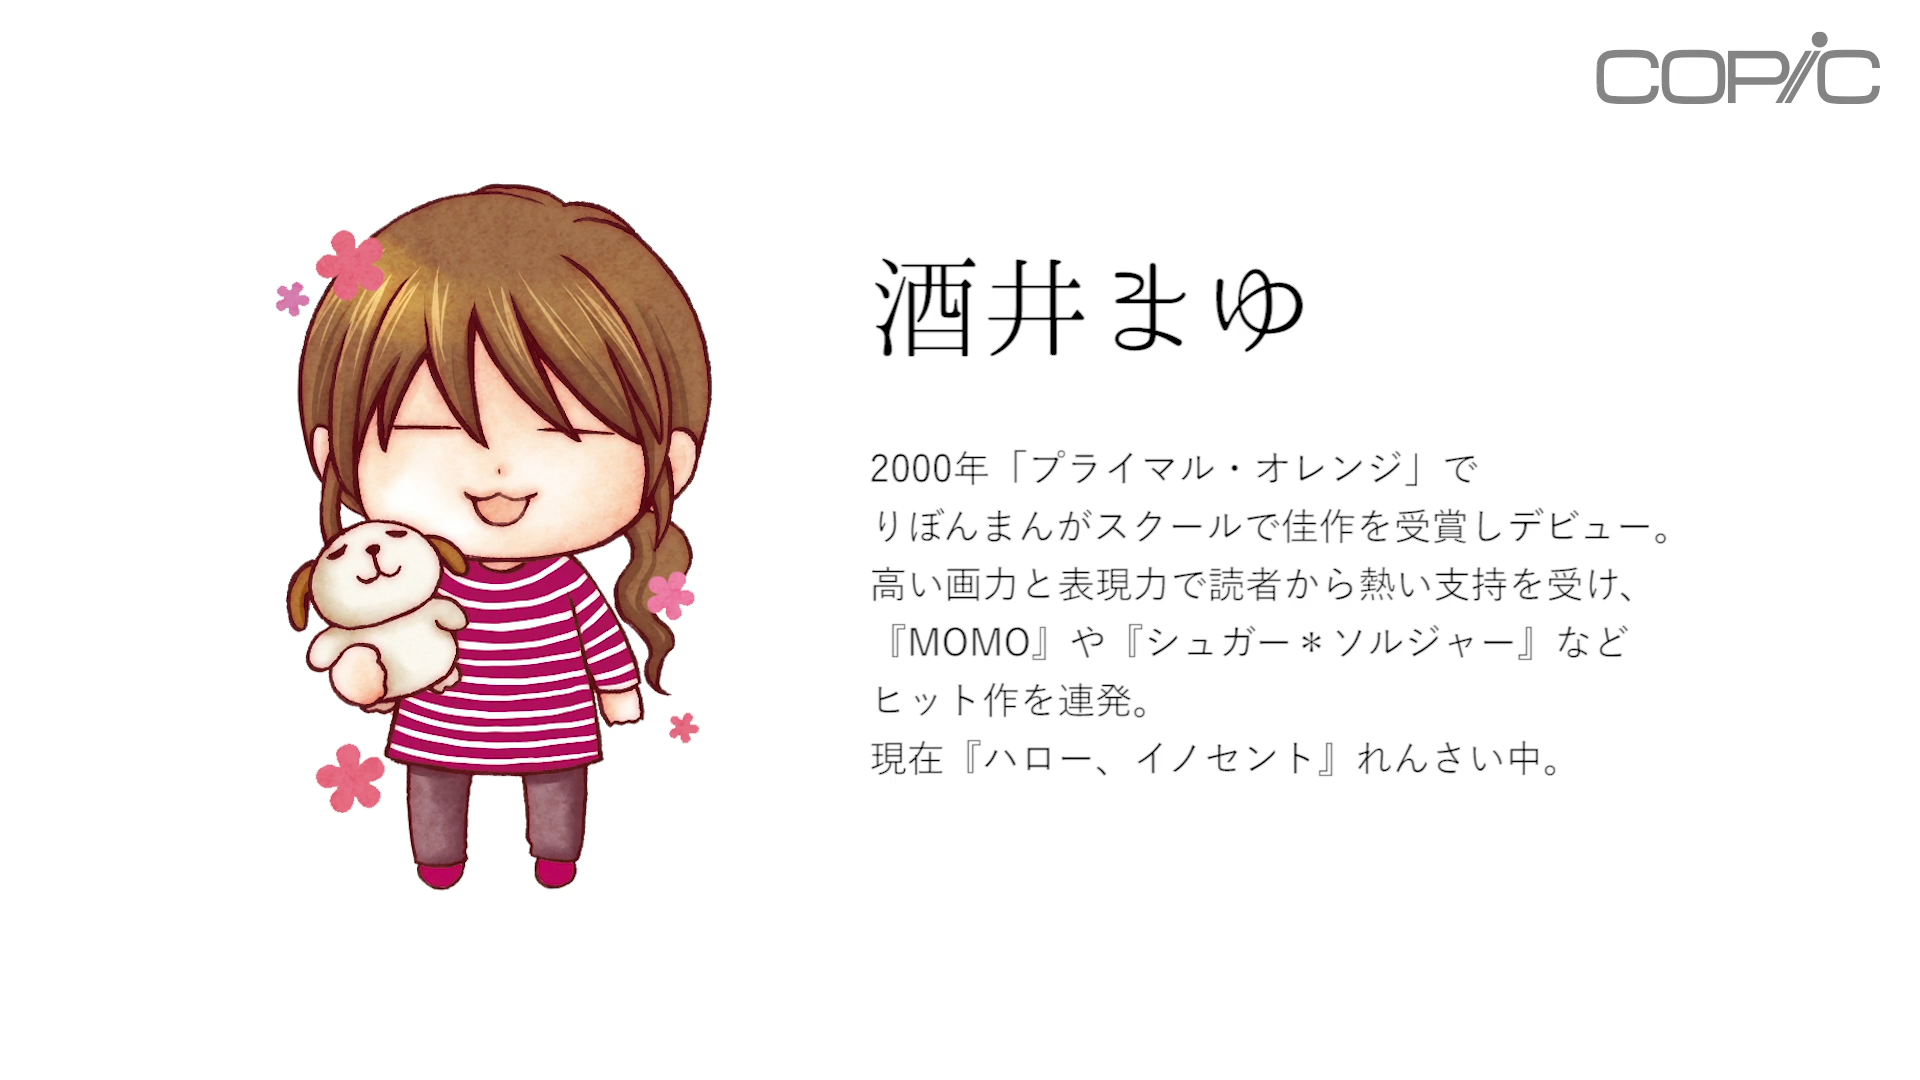 COPiC
酒井まゆ
2000年「プライマル・オレンジ」で
りぼんまんがスクールで佳作を受賞しデビュー。
高い画力と表現力で読者から熱い支持を受け、
『MOMO』や『シュガー＊ソルジャー』など
ヒット作を連発。
現在『ハロー、イノセント』れんさい中。